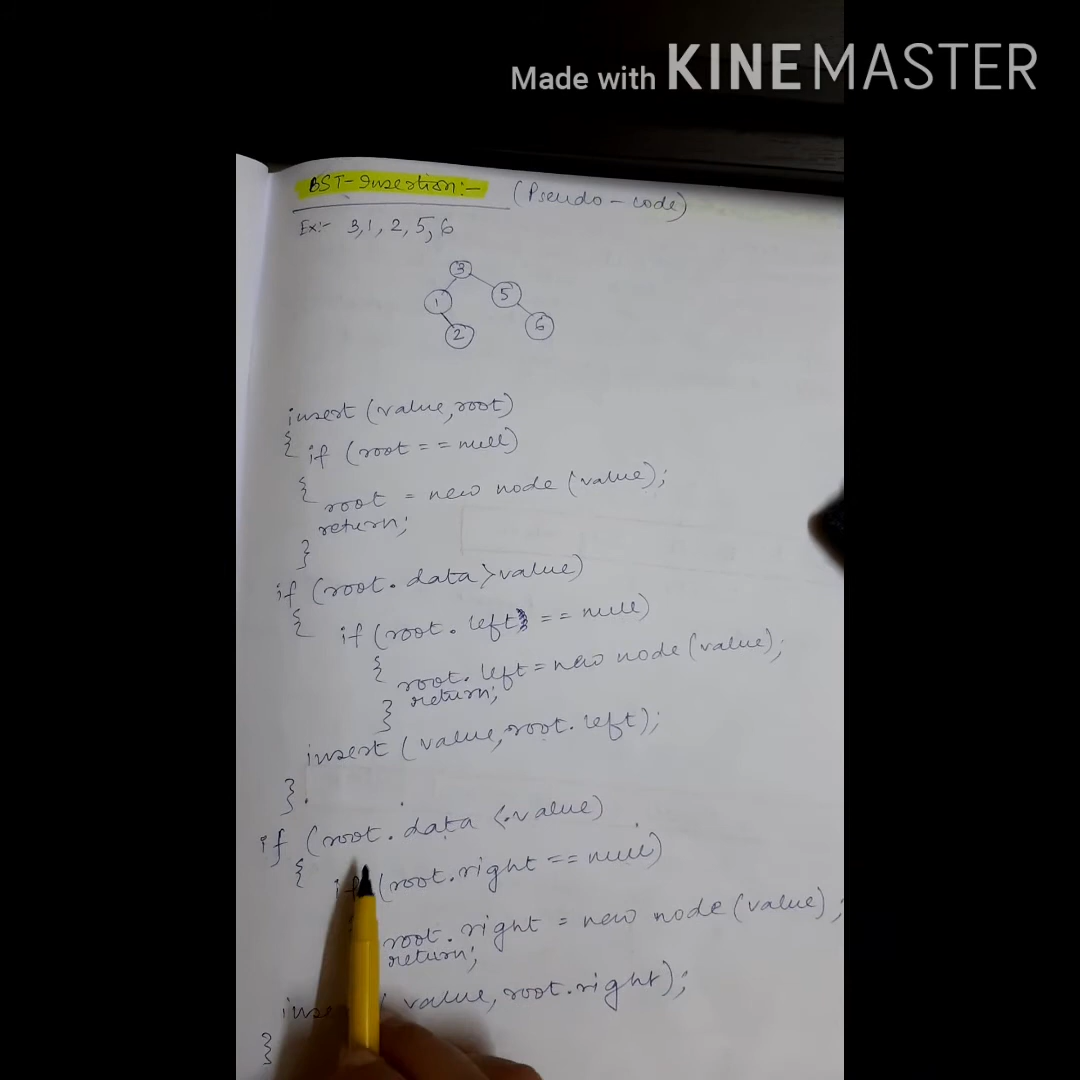 Made with KINEMASTER
BST-Insertion:- (Pseudo-code)
Ex:- 3,1, 2, 5, 6
3
1 5
2 6
insert (value,root)
{ if (root == null)
{ root = new node (value);
return;
}
if (root. data > value)
{ if (root. left == null)
{ root. left = new node (value);
return;
}
insert (value,root. left);
}
if (root. data < value)
{ if (root.right == null)
root. right = new node (value);
return;
value, root.right);
}